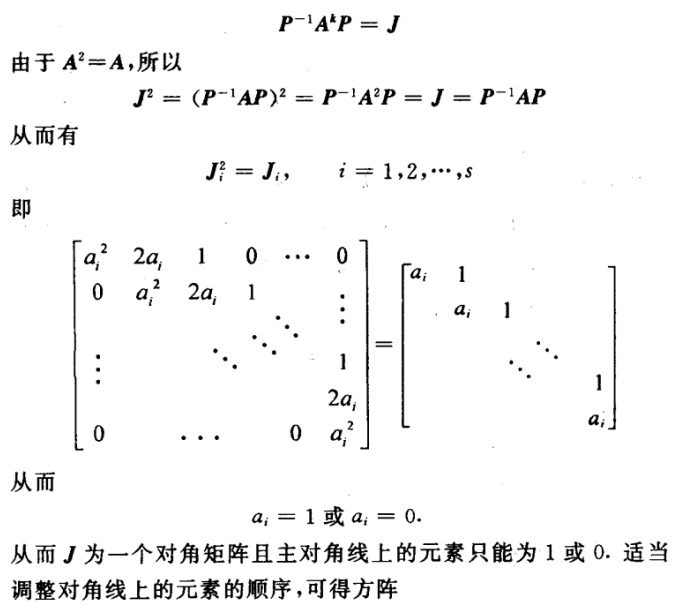 P⁻¹AᵏP = J
由于 A²=A,所以
J² = (P⁻¹AP)² = P⁻¹A²P = J = P⁻¹AP
从而有
Jᵢ² = Jᵢ, i = 1,2,⋯,s
即
[aᵢ² 2aᵢ 1 0 ⋯ 0
0 aᵢ² 2aᵢ 1 ⋮
⋮ ⋱ ⋱ ⋱ 1
2aᵢ
0 ⋯ 0 aᵢ²]
=
[aᵢ 1
aᵢ 1
⋱ ⋱
1
aᵢ]
从而
aᵢ = 1 或 aᵢ = 0.
从而 J 为一个对角矩阵且主对角线上的元素只能为 1 或 0. 适当
调整对角线上的元素的顺序,可得方阵